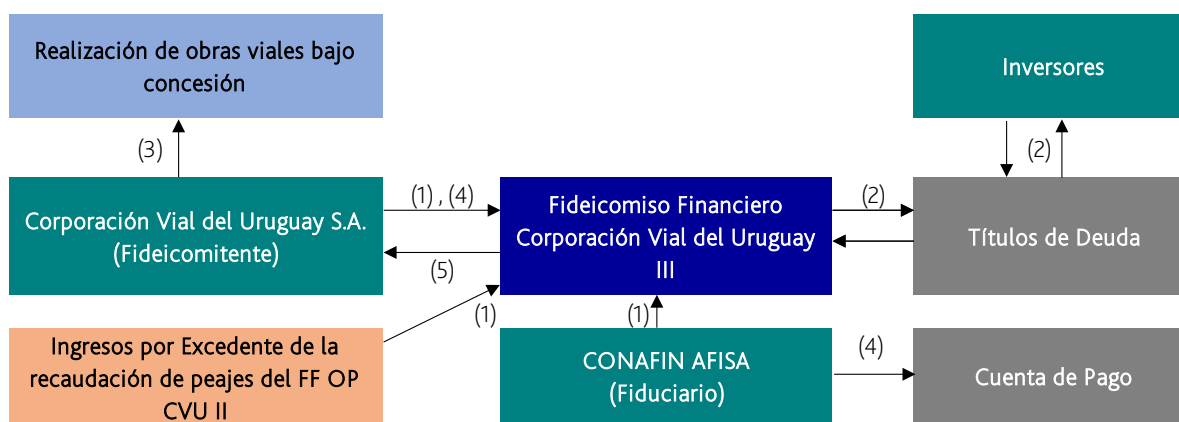 Realización de obras viales bajo
concesión
Inversores
(3)
(2)
Corporación Vial del Uruguay S.A.
(Fideicomitente)
(1) , (4)
Fideicomiso Financiero
Corporación Vial del Uruguay
III
(2)
Títulos de Deuda
(5)
(1)
(1)
Ingresos por Excedente de la
recaudación de peajes del FF OP
CVU II
CONAFIN AFISA
(Fiduciario)
(4)
Cuenta de Pago